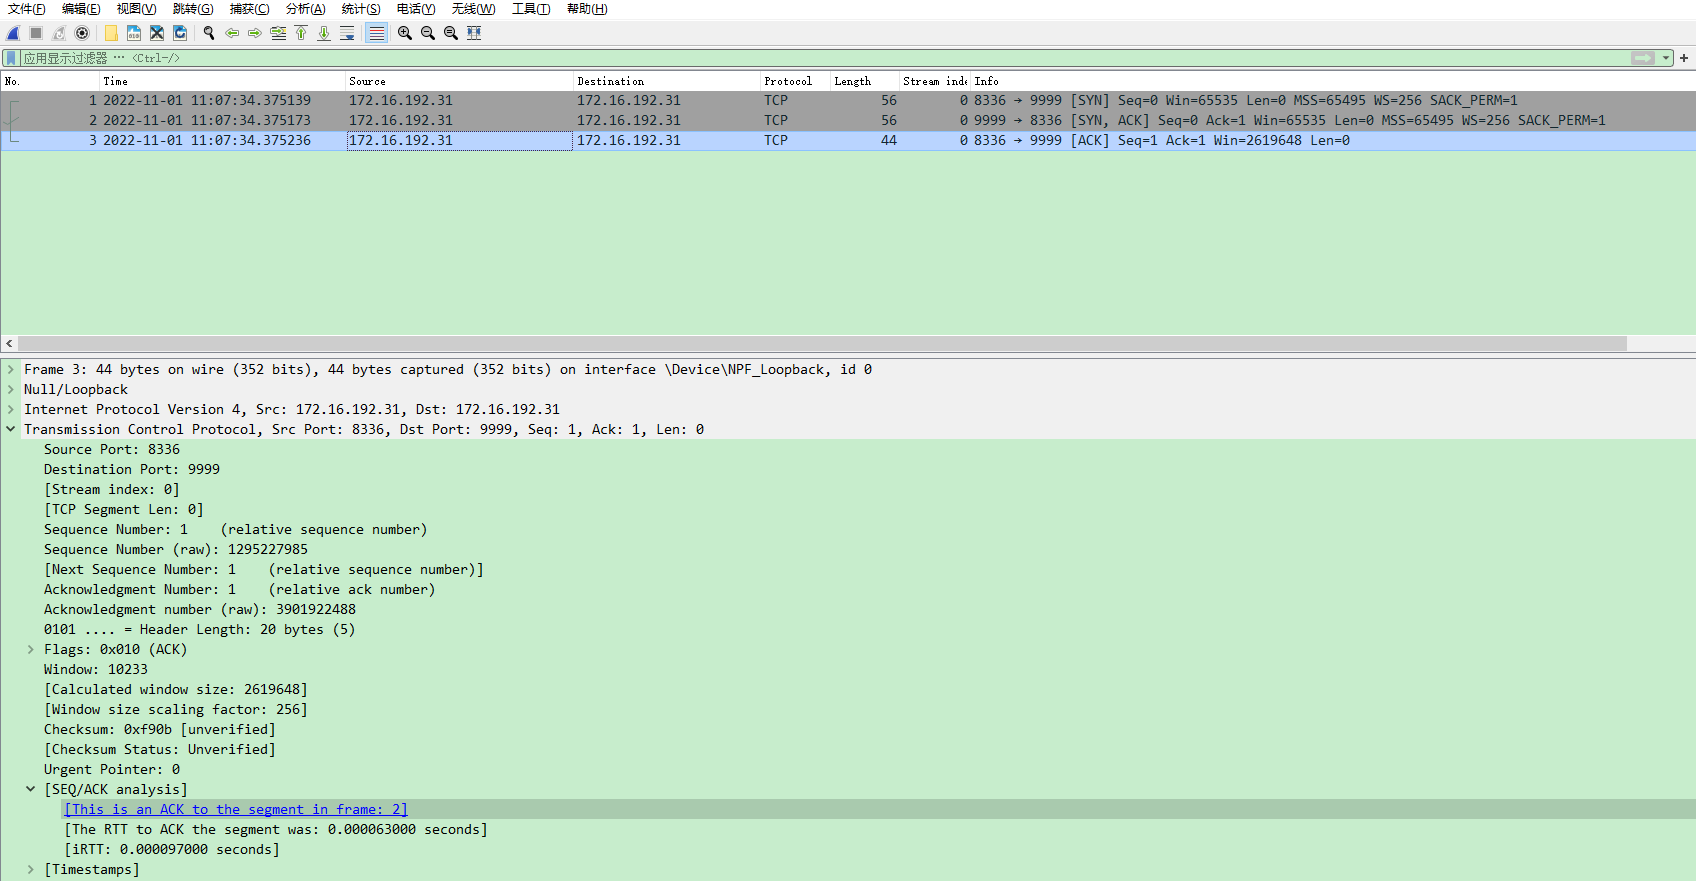 文件(F) 编辑(E) 视图(V) 跳转(G) 捕获(C) 分析(A) 统计(S) 电话(Y) 无线(W) 工具(T) 帮助(H)
应用显示过滤器 … <Ctrl-/>
No. Time Source Destination Protocol Length Stream inde Info
1 2022-11-01 11:07:34.375139 172.16.192.31 172.16.192.31 TCP 56 0 8336 → 9999 [SYN] Seq=0 Win=65535 Len=0 MSS=65495 WS=256 SACK_PERM=1
2 2022-11-01 11:07:34.375173 172.16.192.31 172.16.192.31 TCP 56 0 9999 → 8336 [SYN, ACK] Seq=0 Ack=1 Win=65535 Len=0 MSS=65495 WS=256 SACK_PERM=1
3 2022-11-01 11:07:34.375236 172.16.192.31 172.16.192.31 TCP 44 0 8336 → 9999 [ACK] Seq=1 Ack=1 Win=2619648 Len=0
Frame 3: 44 bytes on wire (352 bits), 44 bytes captured (352 bits) on interface \Device\NPF_Loopback, id 0
Null/Loopback
Internet Protocol Version 4, Src: 172.16.192.31, Dst: 172.16.192.31
Transmission Control Protocol, Src Port: 8336, Dst Port: 9999, Seq: 1, Ack: 1, Len: 0
Source Port: 8336
Destination Port: 9999
[Stream index: 0]
[TCP Segment Len: 0]
Sequence Number: 1 (relative sequence number)
Sequence Number (raw): 1295227985
[Next Sequence Number: 1 (relative sequence number)]
Acknowledgment Number: 1 (relative ack number)
Acknowledgment number (raw): 3901922488
0101 .... = Header Length: 20 bytes (5)
Flags: 0x010 (ACK)
Window: 10233
[Calculated window size: 2619648]
[Window size scaling factor: 256]
Checksum: 0xf90b [unverified]
[Checksum Status: Unverified]
Urgent Pointer: 0
[SEQ/ACK analysis]
[This is an ACK to the segment in frame: 2]
[The RTT to ACK the segment was: 0.000063000 seconds]
[iRTT: 0.000097000 seconds]
[Timestamps]